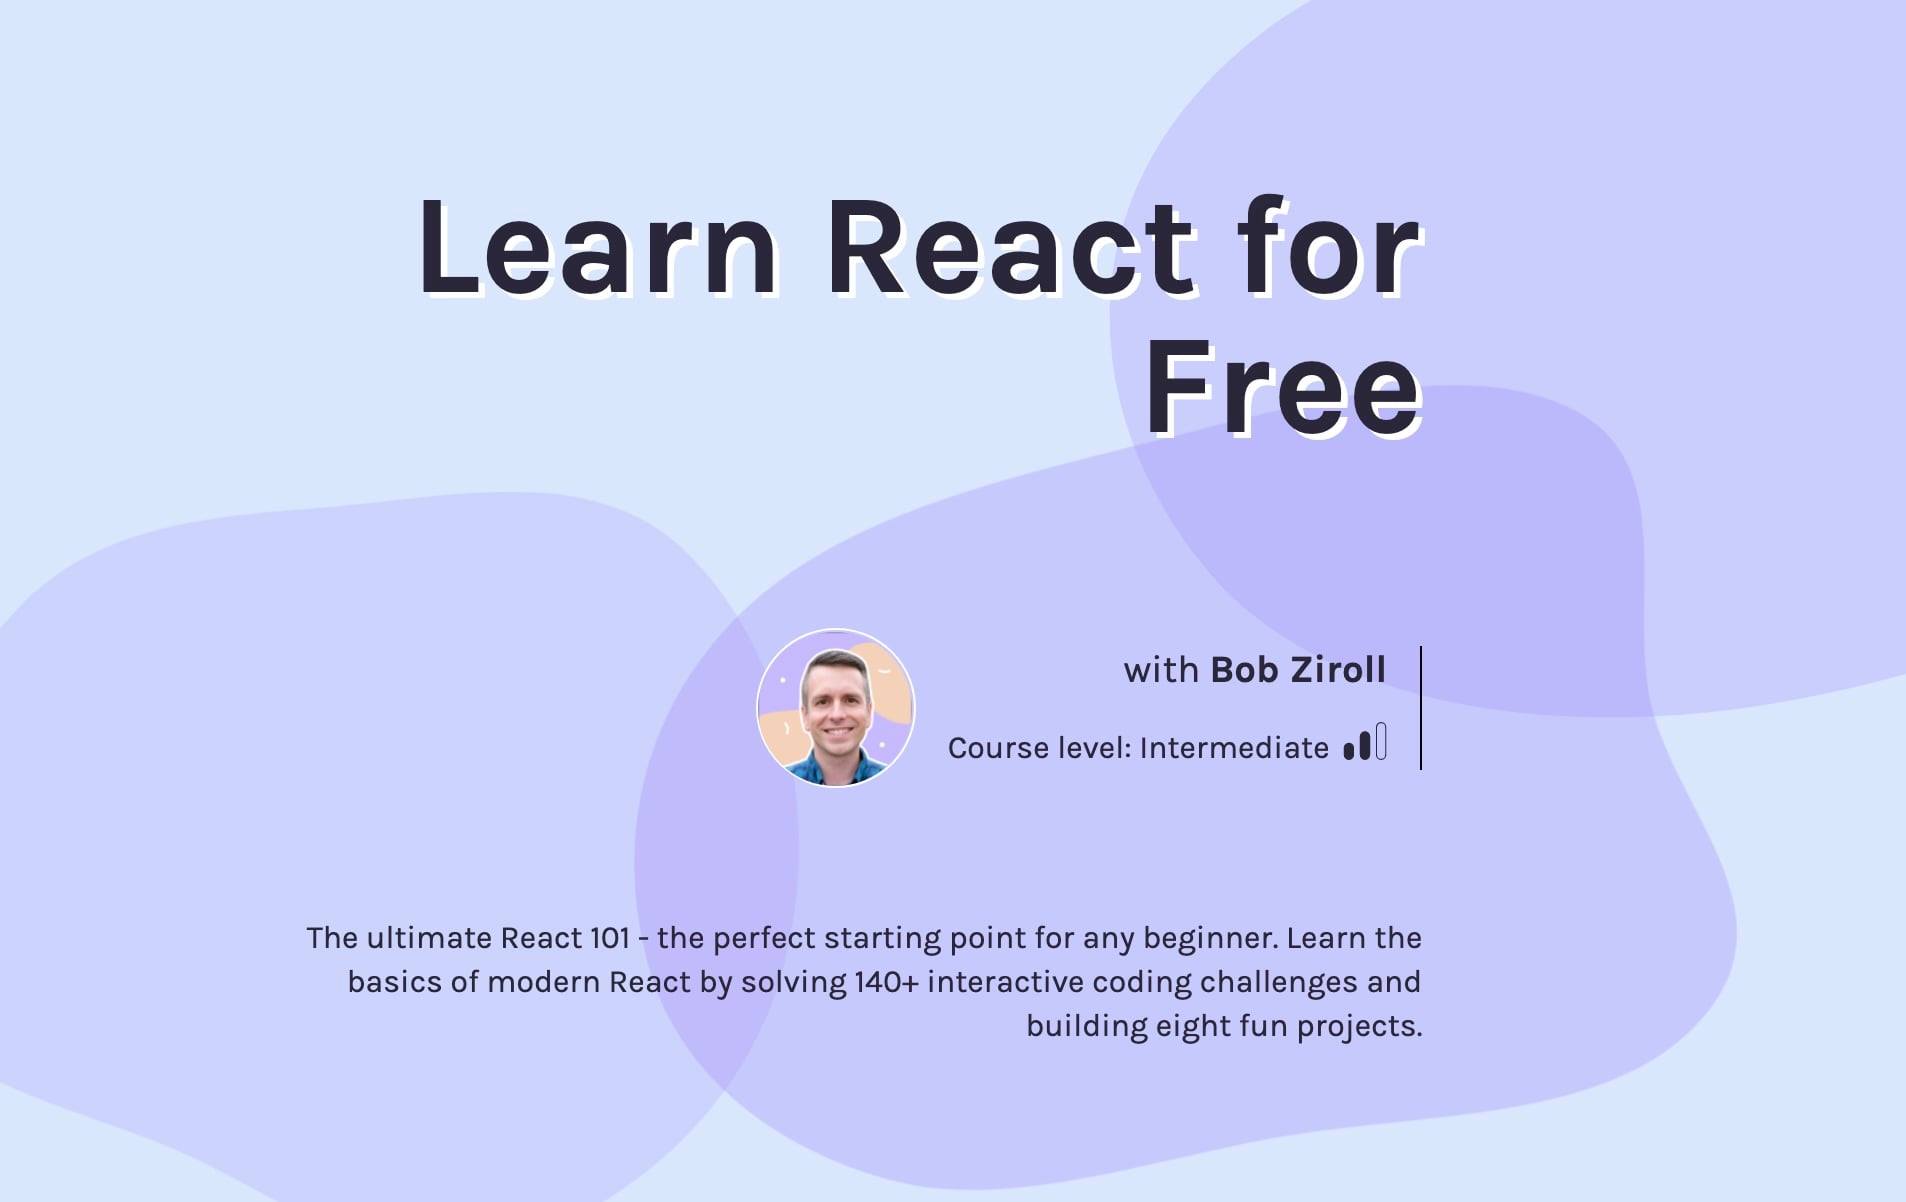 Learn React for
Free
with Bob Ziroll
Course level: Intermediate
The ultimate React 101 - the perfect starting point for any beginner. Learn the
basics of modern React by solving 140+ interactive coding challenges and
building eight fun projects.